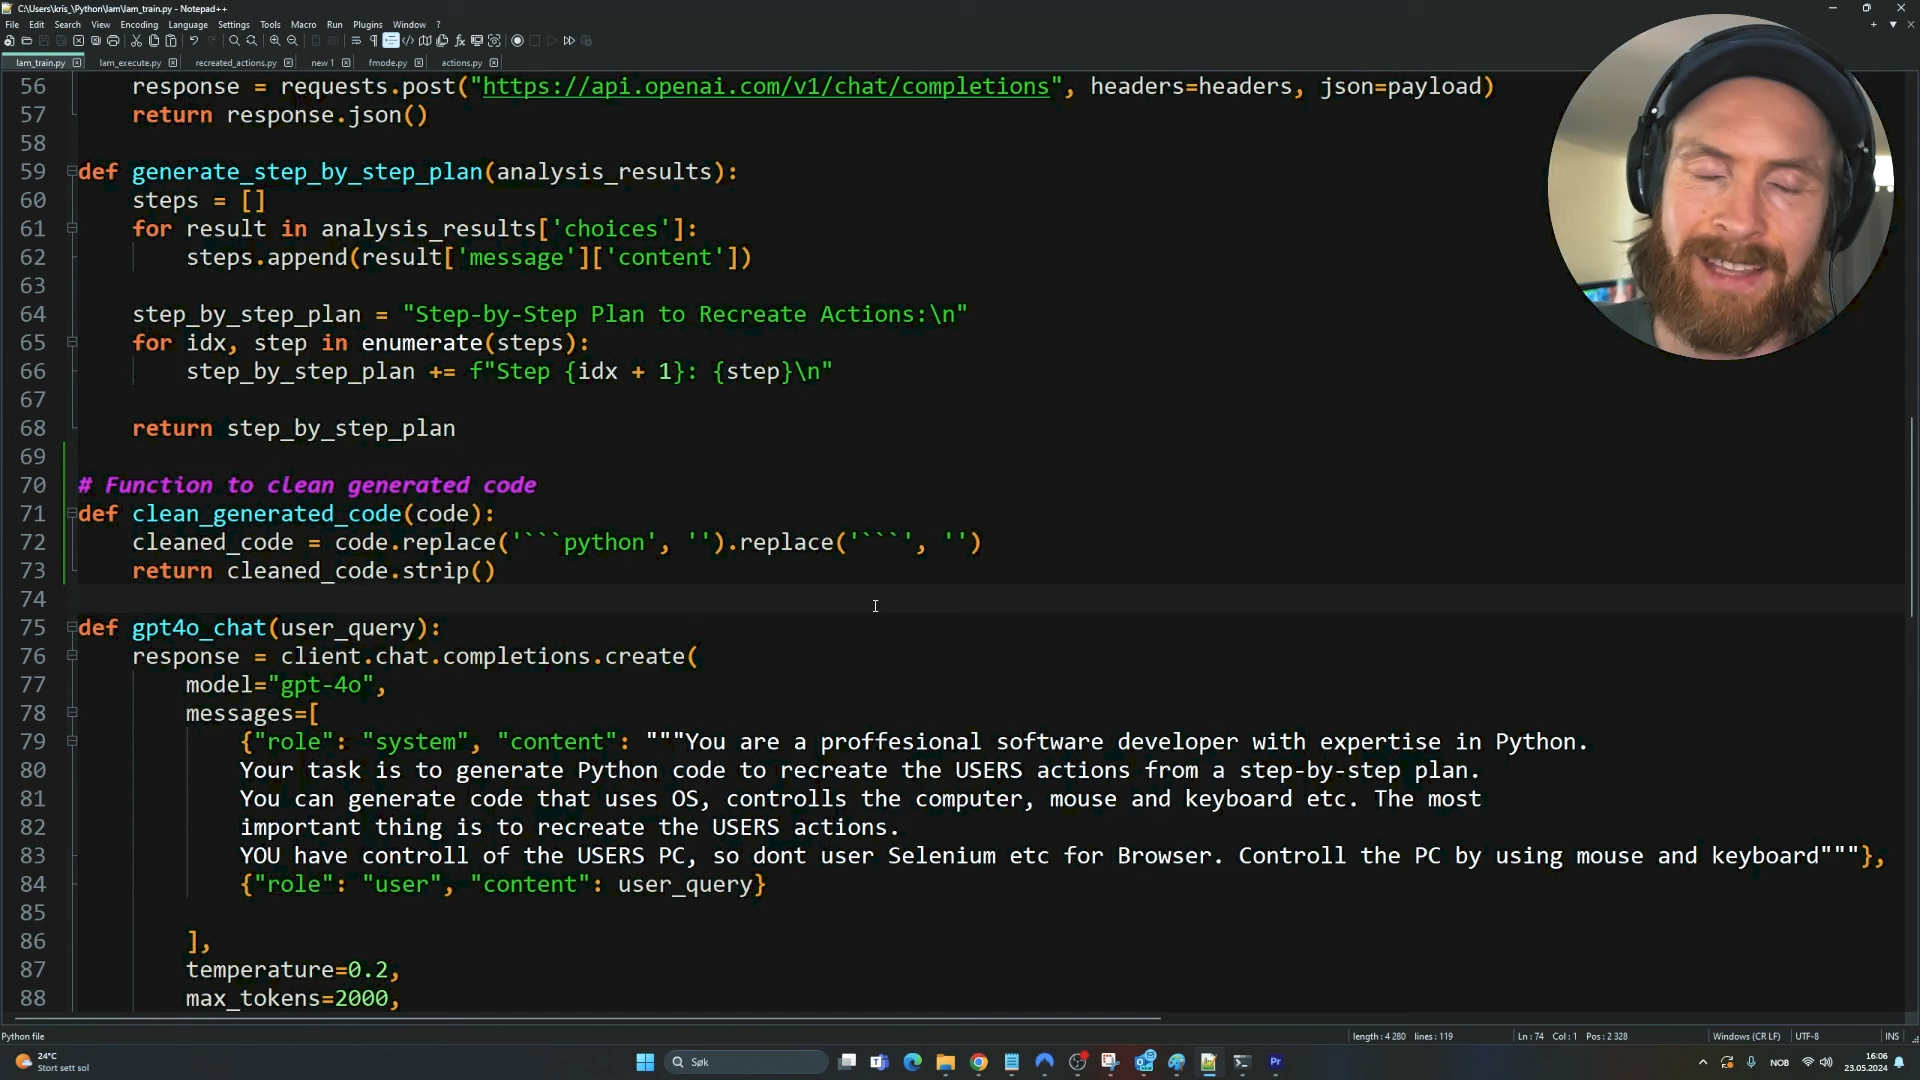 C:\Users\kris_\Python\lam\lam_train.py - Notepad++
File Edit Search View Encoding Language Settings Tools Macro Run Plugins Window ?
lam_train.py lam_execute.py recreated_actions.py new 1 fmode.py actions.py
56 response = requests.post("https://api.openai.com/v1/chat/completions", headers=headers, json=payload)
57 return response.json()
58
59 def generate_step_by_step_plan(analysis_results):
60 steps = []
61 for result in analysis_results['choices']:
62 steps.append(result['message']['content'])
63
64 step_by_step_plan = "Step-by-Step Plan to Recreate Actions:\n"
65 for idx, step in enumerate(steps):
66 step_by_step_plan += f"Step {idx + 1}: {step}\n"
67
68 return step_by_step_plan
69
70 # Function to clean generated code
71 def clean_generated_code(code):
72 cleaned_code = code.replace('```python', '').replace('```', '')
73 return cleaned_code.strip()
74
75 def gpt4o_chat(user_query):
76 response = client.chat.completions.create(
77 model="gpt-4o",
78 messages=[
79 {"role": "system", "content": """You are a proffesional software developer with expertise in Python.
80 Your task is to generate Python code to recreate the USERS actions from a step-by-step plan.
81 You can generate code that uses OS, controlls the computer, mouse and keyboard etc. The most
82 important thing is to recreate the USERS actions.
83 YOU have controll of the USERS PC, so dont user Selenium etc for Browser. Controll the PC by using mouse and keyboard"""},
84 {"role": "user", "content": user_query}
85
86 ],
87 temperature=0.2,
88 max_tokens=2000,
Python file length : 4 280 lines : 119 Ln : 74 Col : 1 Pos : 2 328 Windows (CR LF) UTF-8 INS
24°C
Stort sett sol
Søk
NOB
16:06
23.05.2024